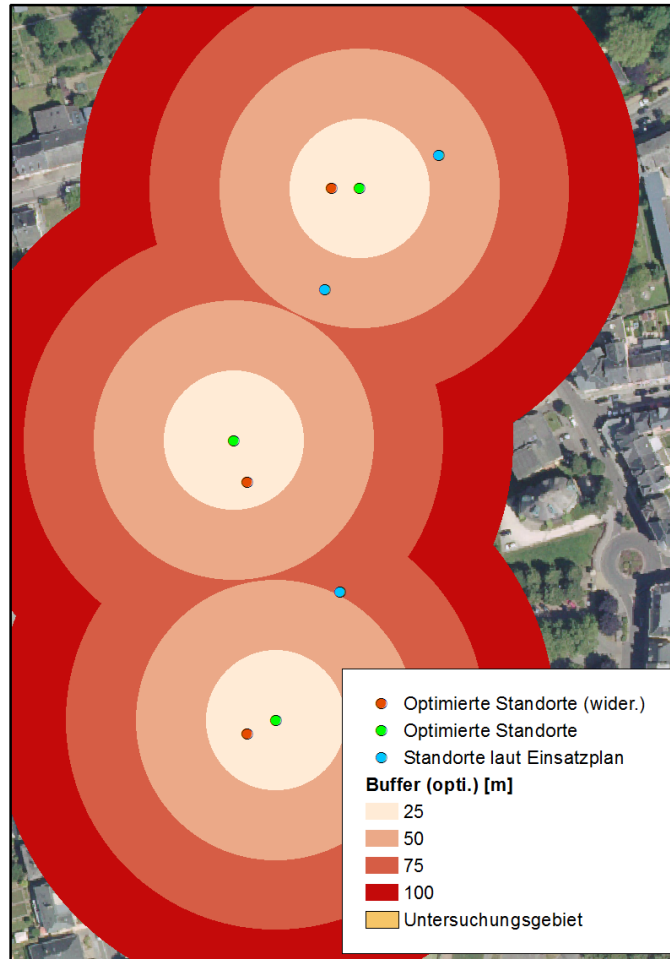 Optimierte Standorte (wider.)
Optimierte Standorte
Standorte laut Einsatzplan
Buffer (opti.) [m]
25
50
75
100
Untersuchungsgebiet